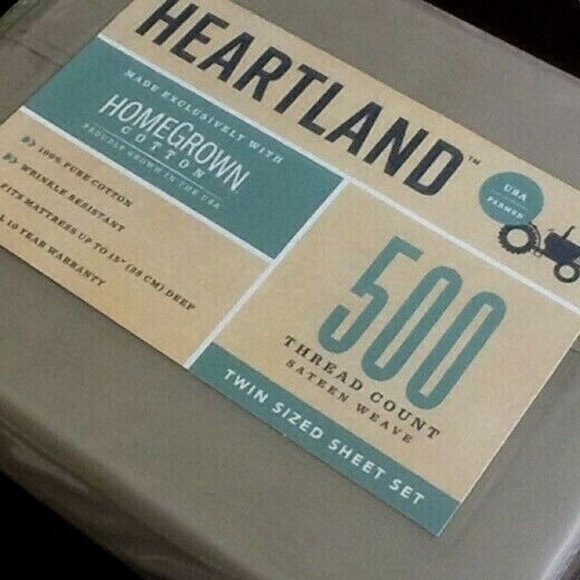 HEARTLAND™
MADE EXCLUSIVELY WITH
HOMEGROWN
COTTON
PROUDLY GROWN IN THE USA
100% PURE COTTON
WRINKLE RESISTANT
FITS MATTRESS UP TO 15" (38 CM) DEEP
10 YEAR WARRANTY
USA
FARMED
500
THREAD COUNT
SATEEN WEAVE
TWIN SIZED SHEET SET